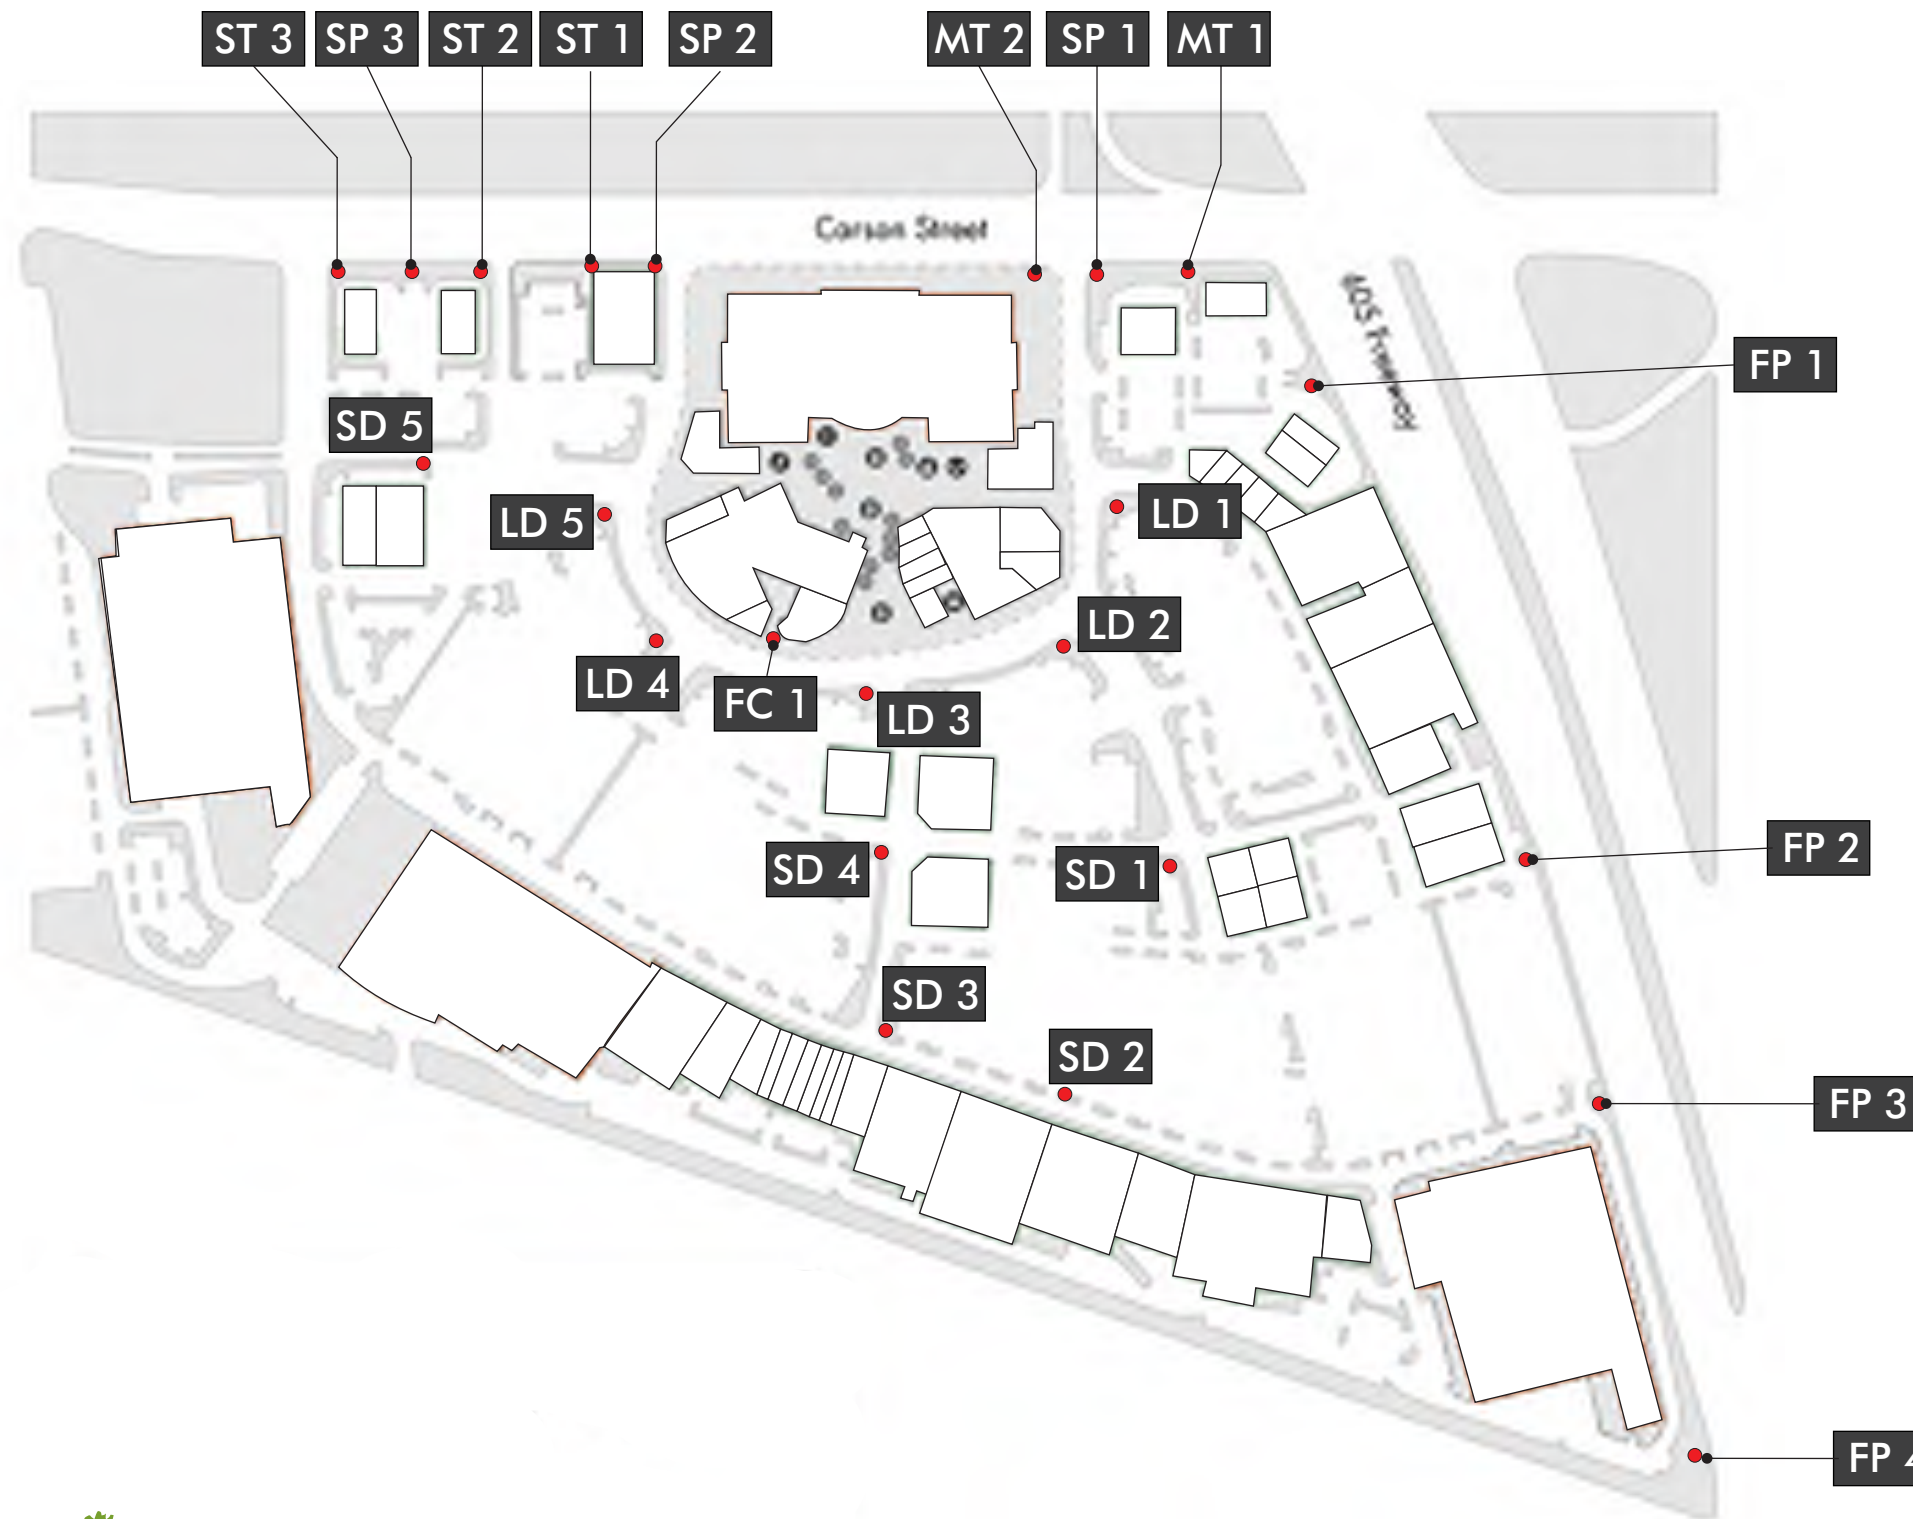 ST 3
SP 3
ST 2
ST 1
SP 2
MT 2
SP 1
MT 1
Carson Street
405 Freeway
FP 1
SD 5
LD 5
LD 1
LD 2
LD 4
FC 1
LD 3
FP 2
SD 4
SD 1
SD 3
SD 2
FP 3
FP 4